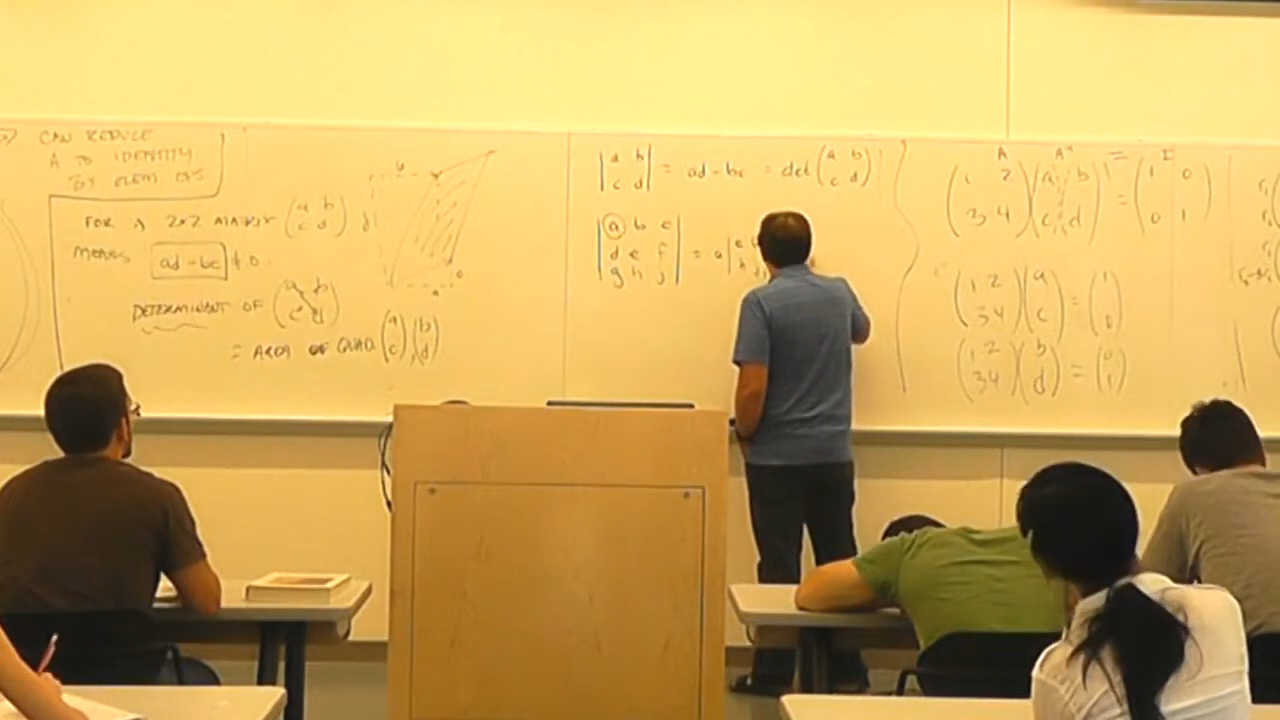 CAN REDUCE
A TO IDENTITY
BY ELEM OPS.
FOR A 2x2 MATRIX (a b
c d)
MEANS ad - bc ≠ 0.
DETERMINANT OF (a b
c d)
= AREA OF QUAD. (a
c) (b
d)
|a b
c d| = ad - bc = det (a b
c d)
|a b c
d e f
g h j| = a |e
h
A A⁻¹ = I
(1 2
3 4) (a b
c d) = (1 0
0 1)
(1 2
3 4) (a
c) = (1
0)
(1 2
3 4) (b
d) = (0
1)